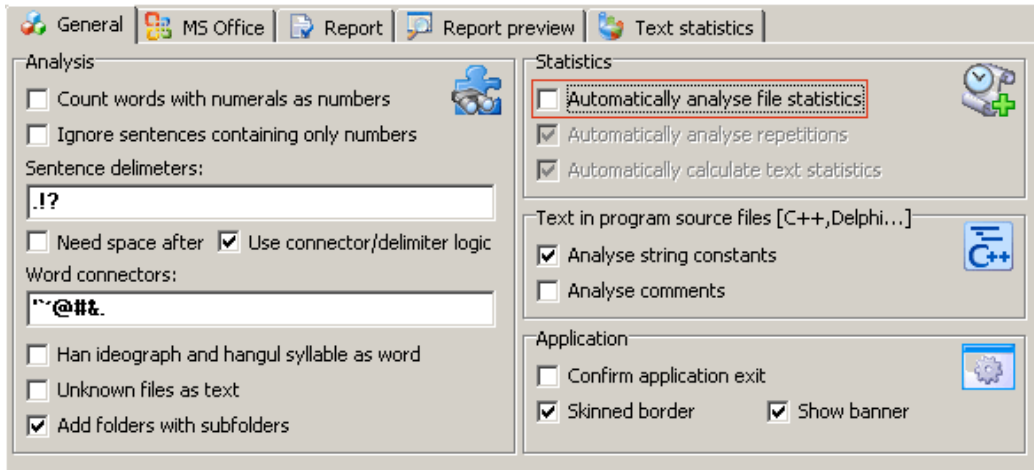 General MS Office Report Report preview Text statistics
Analysis
Count words with numerals as numbers
Ignore sentences containing only numbers
Sentence delimeters:
.!?
Need space after Use connector/delimiter logic
Word connectors:
'"`´@#&.
Han ideograph and hangul syllable as word
Unknown files as text
Add folders with subfolders
Statistics
Automatically analyse file statistics
Automatically analyse repetitions
Automatically calculate text statistics
Text in program source files [C++,Delphi...]
Analyse string constants
C++
Analyse comments
Application
Confirm application exit
Skinned border Show banner